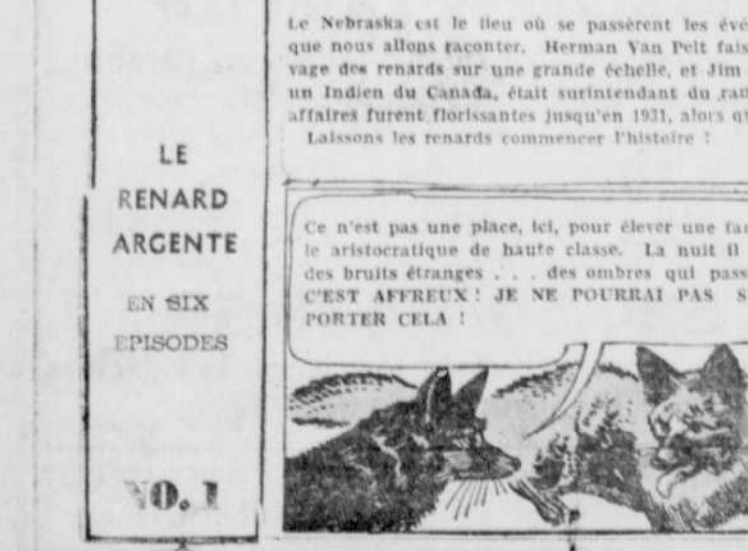 LE
RENARD
ARGENTE
EN SIX
EPISODES
NO. 1
Le Nebraska est le lieu où se passèrent les évé
que nous allons raconter. Herman Van Pelt fais
vage des renards sur une grande échelle, et Jim
un Indien du Canada, était surintendant du ran
affaires furent florissantes jusqu'en 1931, alors qu
Laissons les renards commencer l'histoire !
Ce n'est pas une place, ici, pour élever une fam
le aristocratique de haute classe. La nuit il
des bruits étranges . . . des ombres qui pass
C'EST AFFREUX ! JE NE POURRAI PAS S
PORTER CELA !